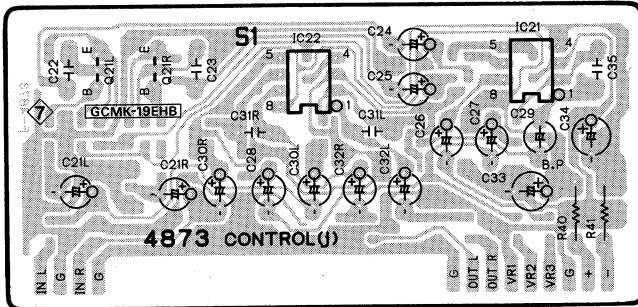 S1
C24
IC22
IC21
C25
C22
B
E
Q21L
B
E
Q21R
C23
5
4
8
1
5
4
8
1
C35
7
GCMK-19EHB
C31R
C31L
C26
C27
C29
C34
B.P
C21L
C21R
C30R
C28
C30L
C32R
C32L
C33
R40
R41
4873 CONTROL(J)
IN L
G
IN R
G
G
OUT L
OUT R
VR1
VR2
VR3
G
+
-